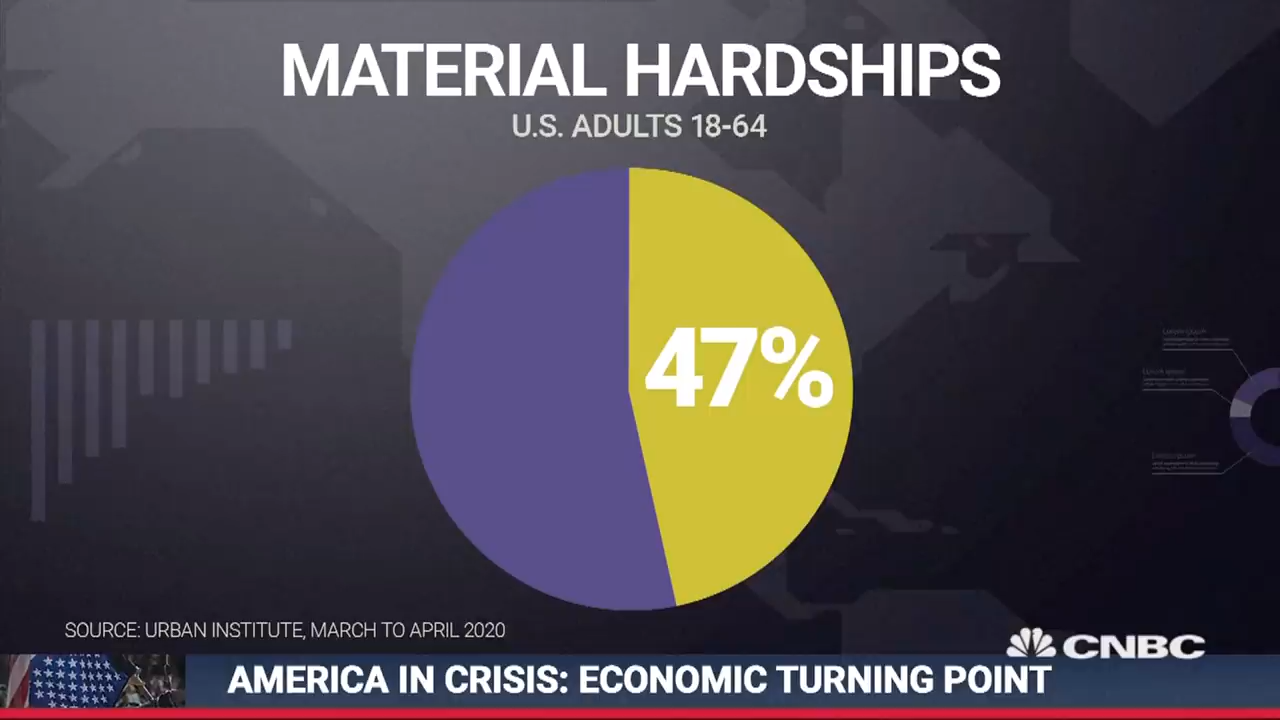 MATERIAL HARDSHIPS
U.S. ADULTS 18-64
47%
SOURCE: URBAN INSTITUTE, MARCH TO APRIL 2020
CNBC
AMERICA IN CRISIS: ECONOMIC TURNING POINT